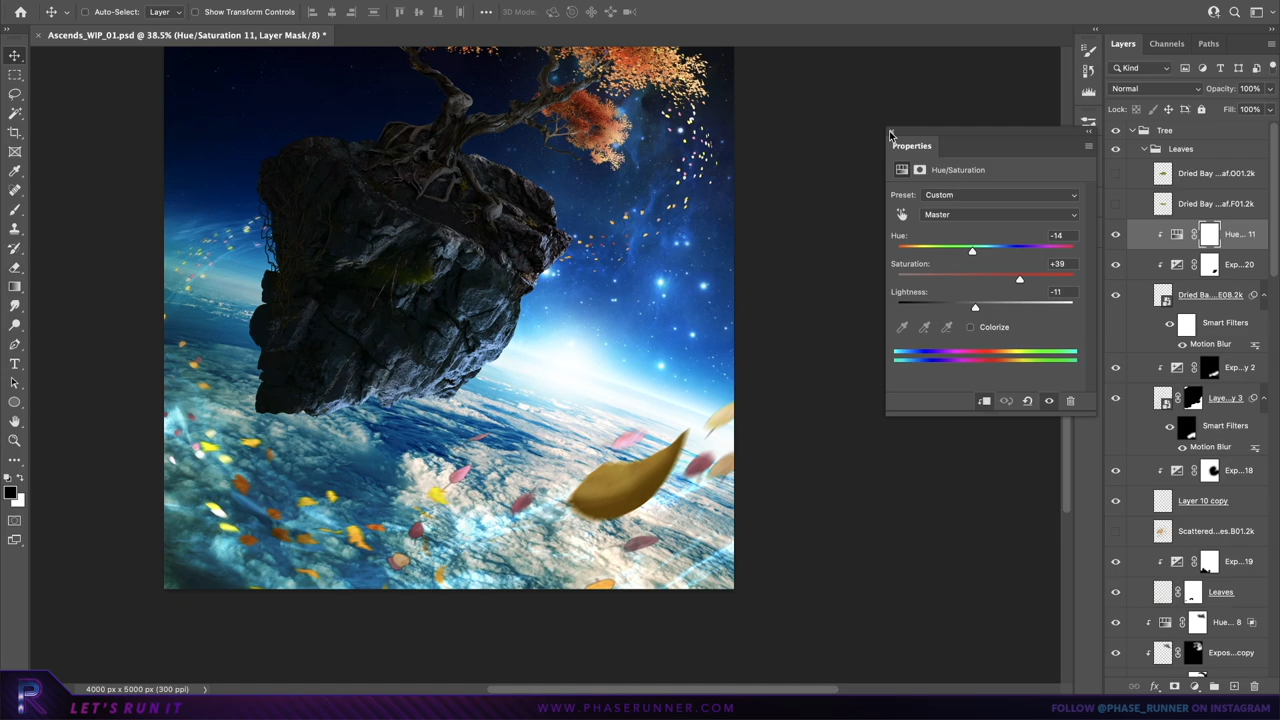 Auto-Select: Layer Show Transform Controls 3D Mode:
Ascends_WIP_01.psd @ 38.5% (Hue/Saturation 11, Layer Mask/8) *
Layers Channels Paths
Kind
Normal Opacity: 100%
Lock: Fill: 100%
Tree
Leaves
Dried Bay ...af.O01.2k
Dried Bay ...af.F01.2k
Hue... 11
Exp...20
Dried Ba....E08.2k
Smart Filters
Motion Blur
Exp...y 2
Laye...y 3
Smart Filters
Motion Blur
Exp...18
Layer 10 copy
Scattered...es.B01.2k
Exp...19
Leaves
Hue... 8
Expos...copy
Properties
Hue/Saturation
Preset: Custom
Master
Hue: -14
Saturation: +39
Lightness: -11
Colorize
4000 px x 5000 px (300 ppi)
LET'S RUN IT
WWW.PHASERUNNER.COM
FOLLOW @PHASE_RUNNER ON INSTAGRAM